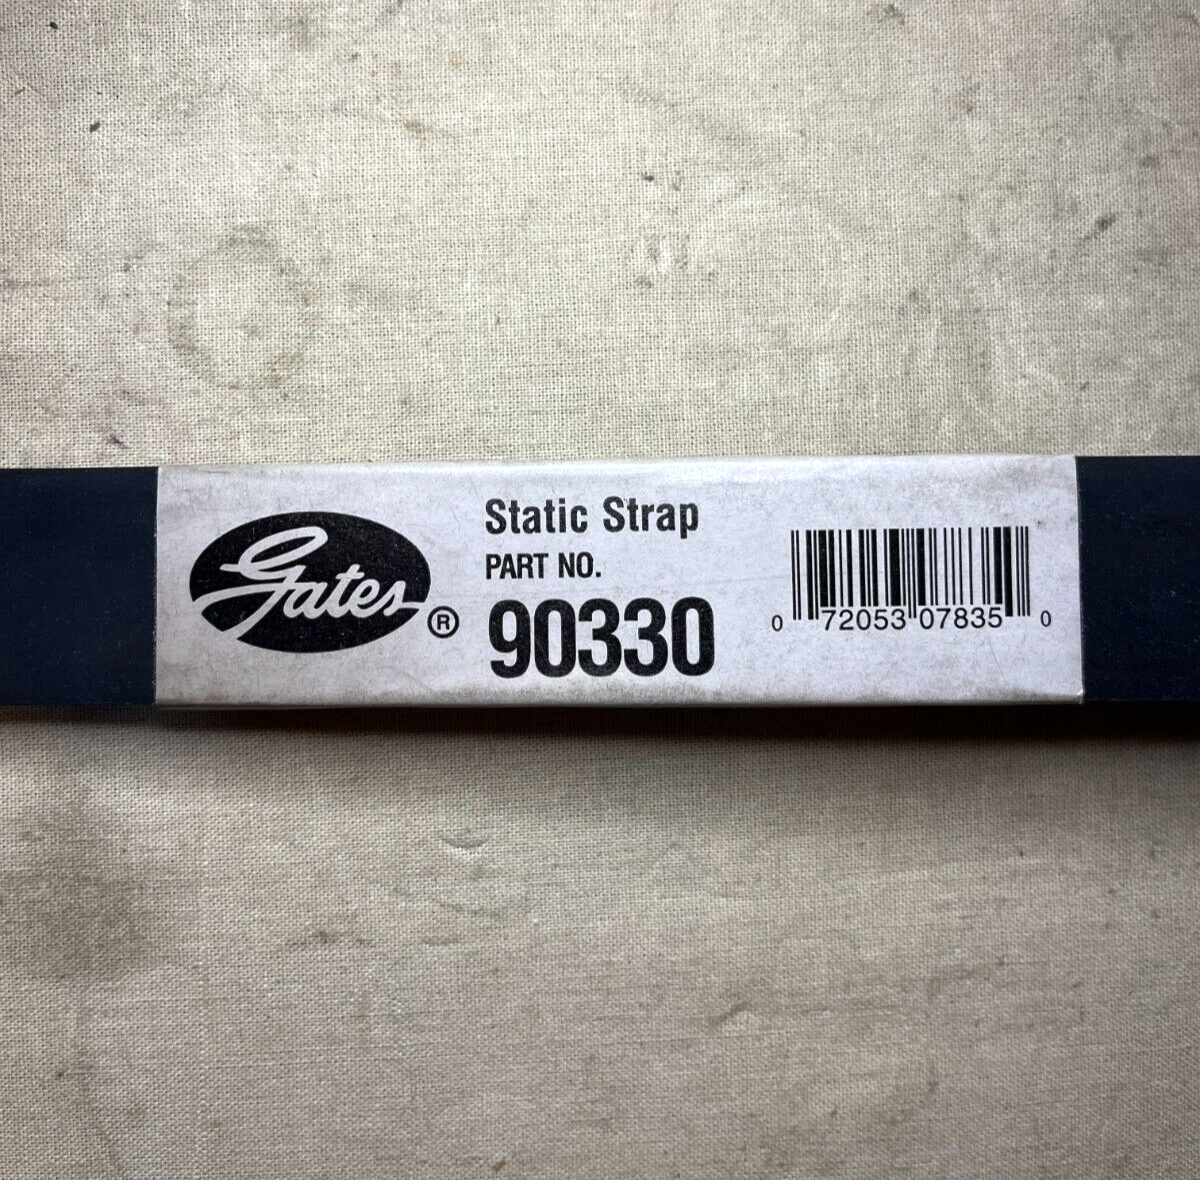 Gates®
Static Strap
PART NO.
90330
0 72053 07835 0